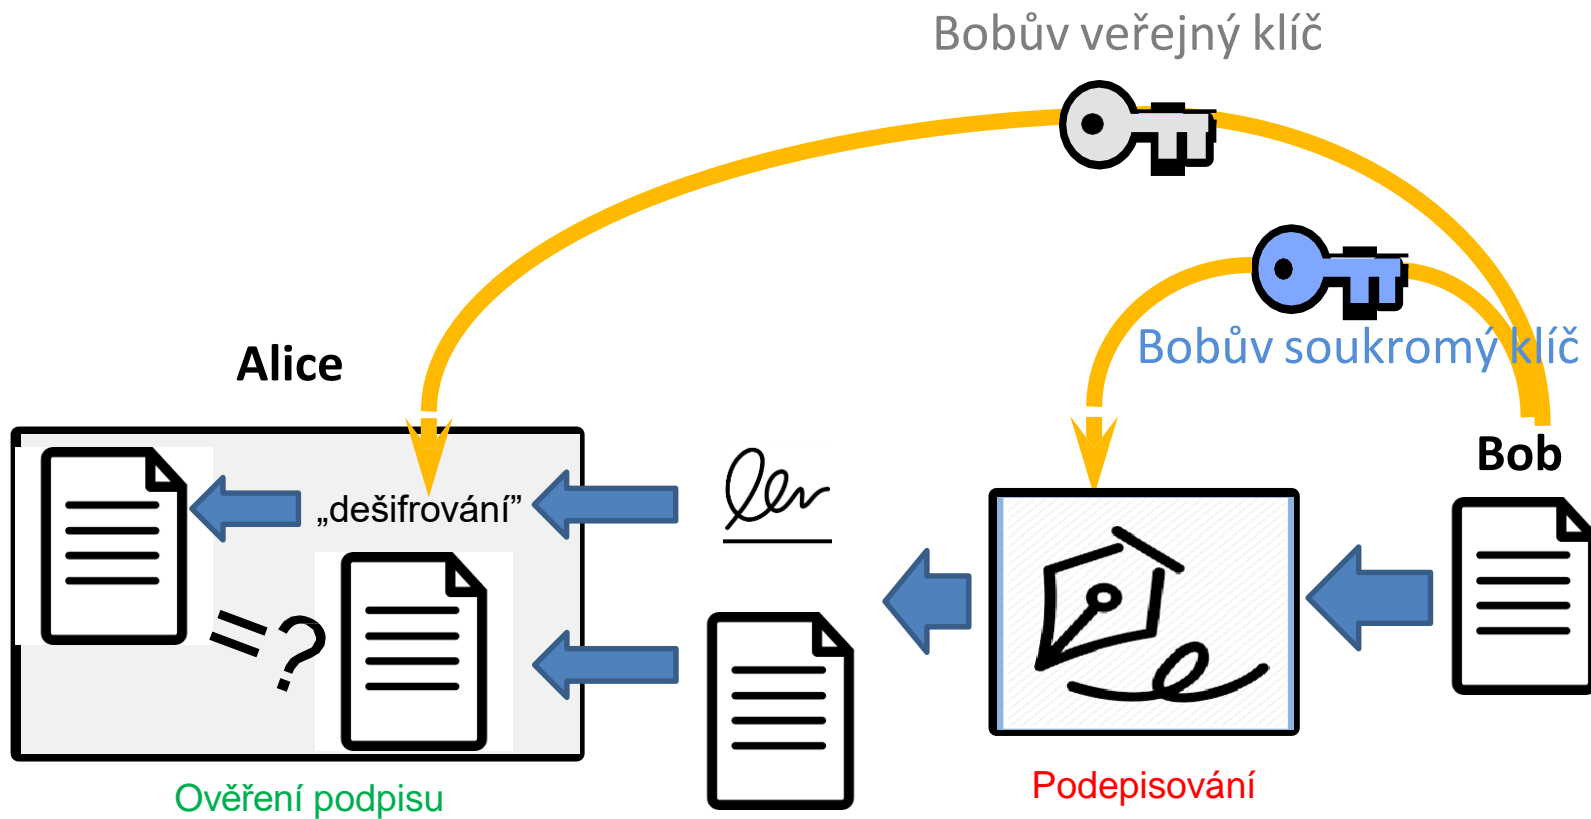 Bobův veřejný klíč
Bobův soukromý klíč
Alice
Bob
„dešifrování”
=?
Ověření podpisu
Podepisování